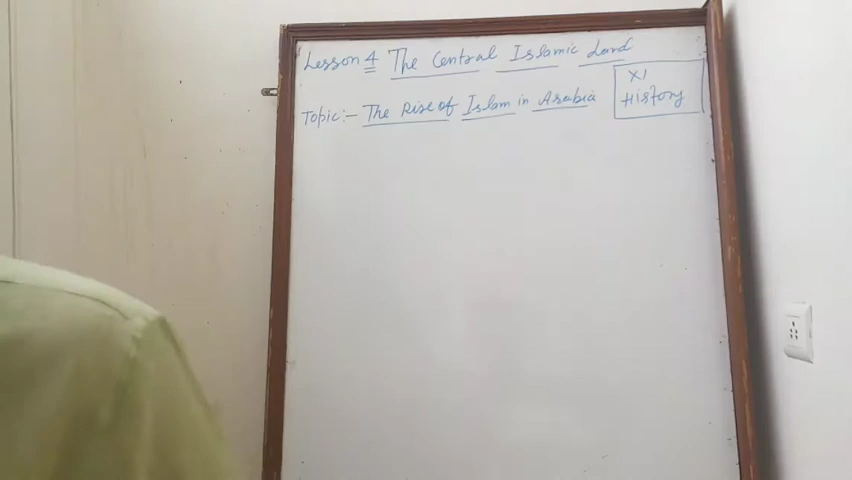 Lesson 4 The Central Islamic Land
Topic:- The Rise of Islam in Arabia
XI
History